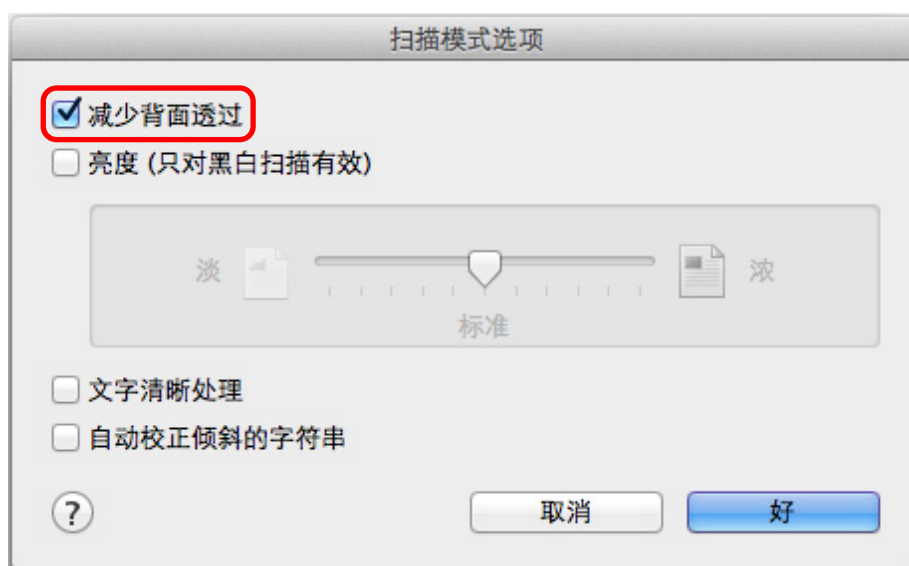 扫描模式选项
减少背面透过
亮度 (只对黑白扫描有效)
淡 浓
标准
文字清晰处理
自动校正倾斜的字符串
? 取消 好